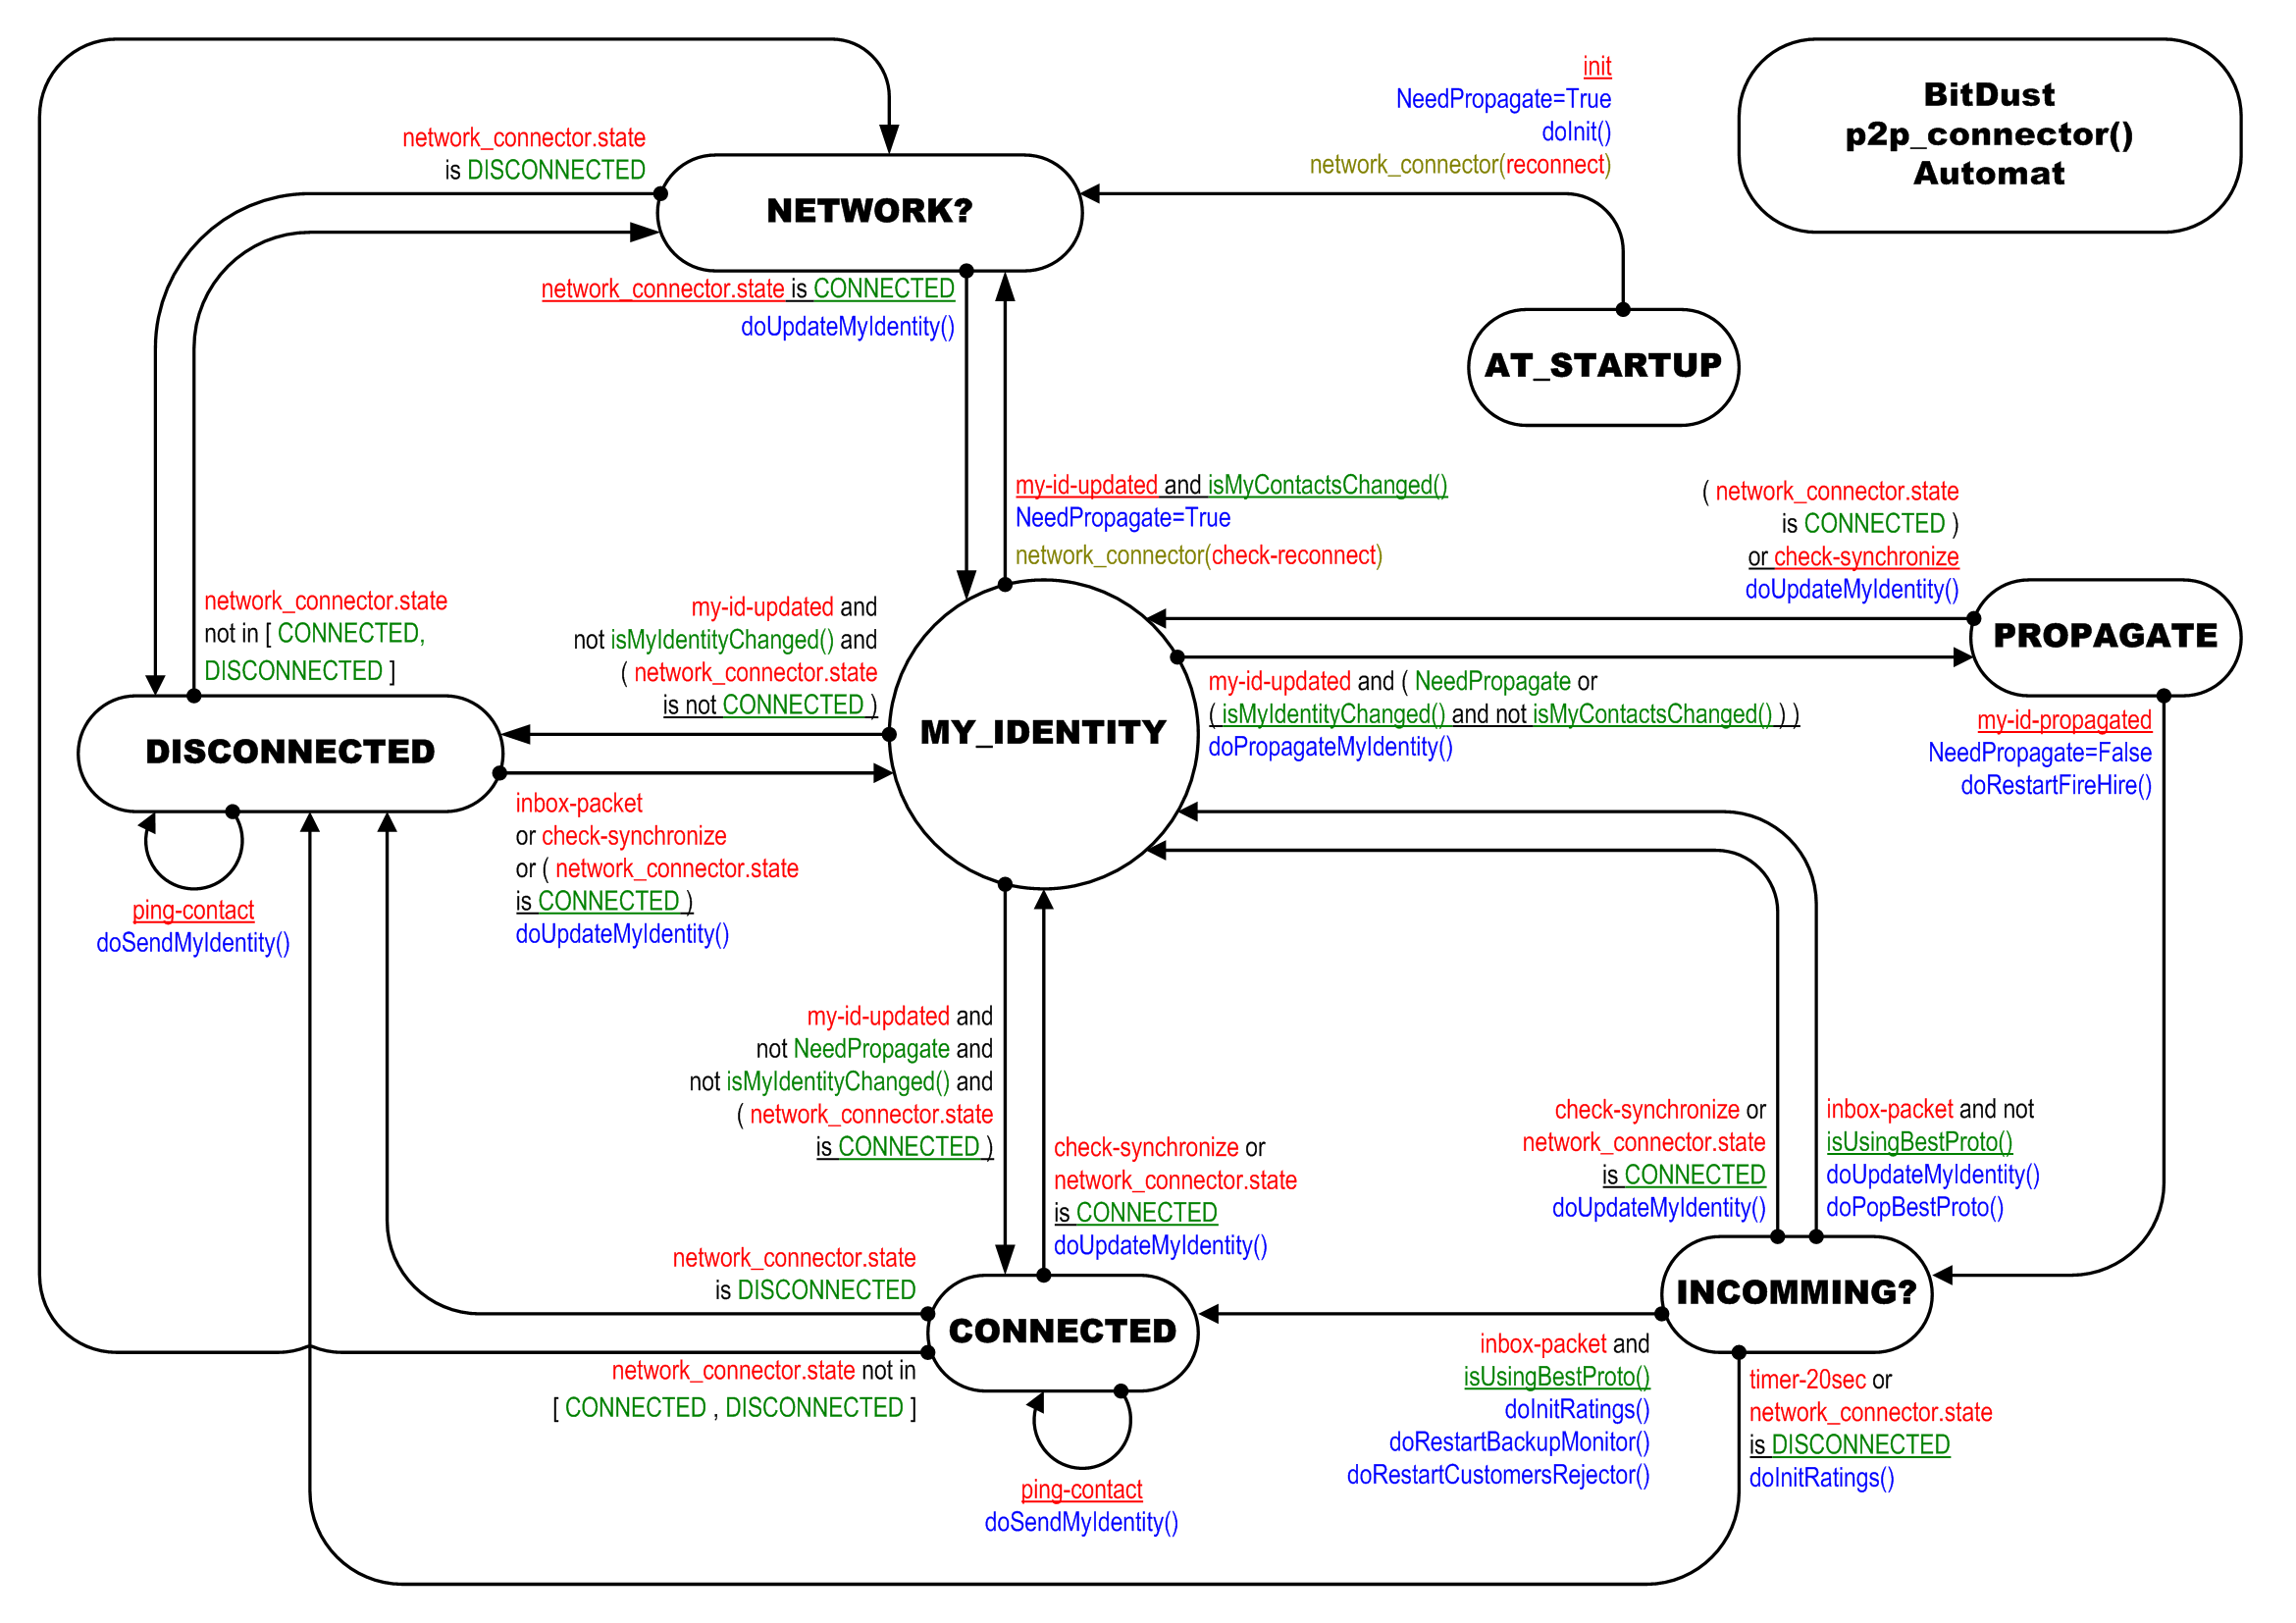 init
NeedPropagate=True
doInit()
network_connector(reconnect)
BitDust
p2p_connector()
Automat
network_connector.state
is DISCONNECTED
NETWORK?
network_connector.state is CONNECTED
doUpdateMyIdentity()
AT_STARTUP
my-id-updated and isMyContactsChanged()
NeedPropagate=True
network_connector(check-reconnect)
( network_connector.state
is CONNECTED )
or check-synchronize
doUpdateMyIdentity()
network_connector.state
not in [ CONNECTED,
DISCONNECTED ]
my-id-updated and
not isMyIdentityChanged() and
( network_connector.state
is not CONNECTED )
PROPAGATE
my-id-updated and ( NeedPropagate or
( isMyIdentityChanged() and not isMyContactsChanged() ) )
doPropagateMyIdentity()
MY_IDENTITY
DISCONNECTED
my-id-propagated
NeedPropagate=False
doRestartFireHire()
inbox-packet
or check-synchronize
or ( network_connector.state
is CONNECTED )
doUpdateMyIdentity()
ping-contact
doSendMyIdentity()
my-id-updated and
not NeedPropagate and
not isMyIdentityChanged() and
( network_connector.state
is CONNECTED )
check-synchronize or
network_connector.state
is CONNECTED
doUpdateMyIdentity()
check-synchronize or
network_connector.state
is CONNECTED
doUpdateMyIdentity()
inbox-packet and not
isUsingBestProto()
doUpdateMyIdentity()
doPopBestProto()
network_connector.state
is DISCONNECTED
INCOMMING?
CONNECTED
network_connector.state not in
[ CONNECTED , DISCONNECTED ]
inbox-packet and
isUsingBestProto()
doInitRatings()
doRestartBackupMonitor()
doRestartCustomersRejector()
timer-20sec or
network_connector.state
is DISCONNECTED
doInitRatings()
ping-contact
doSendMyIdentity()